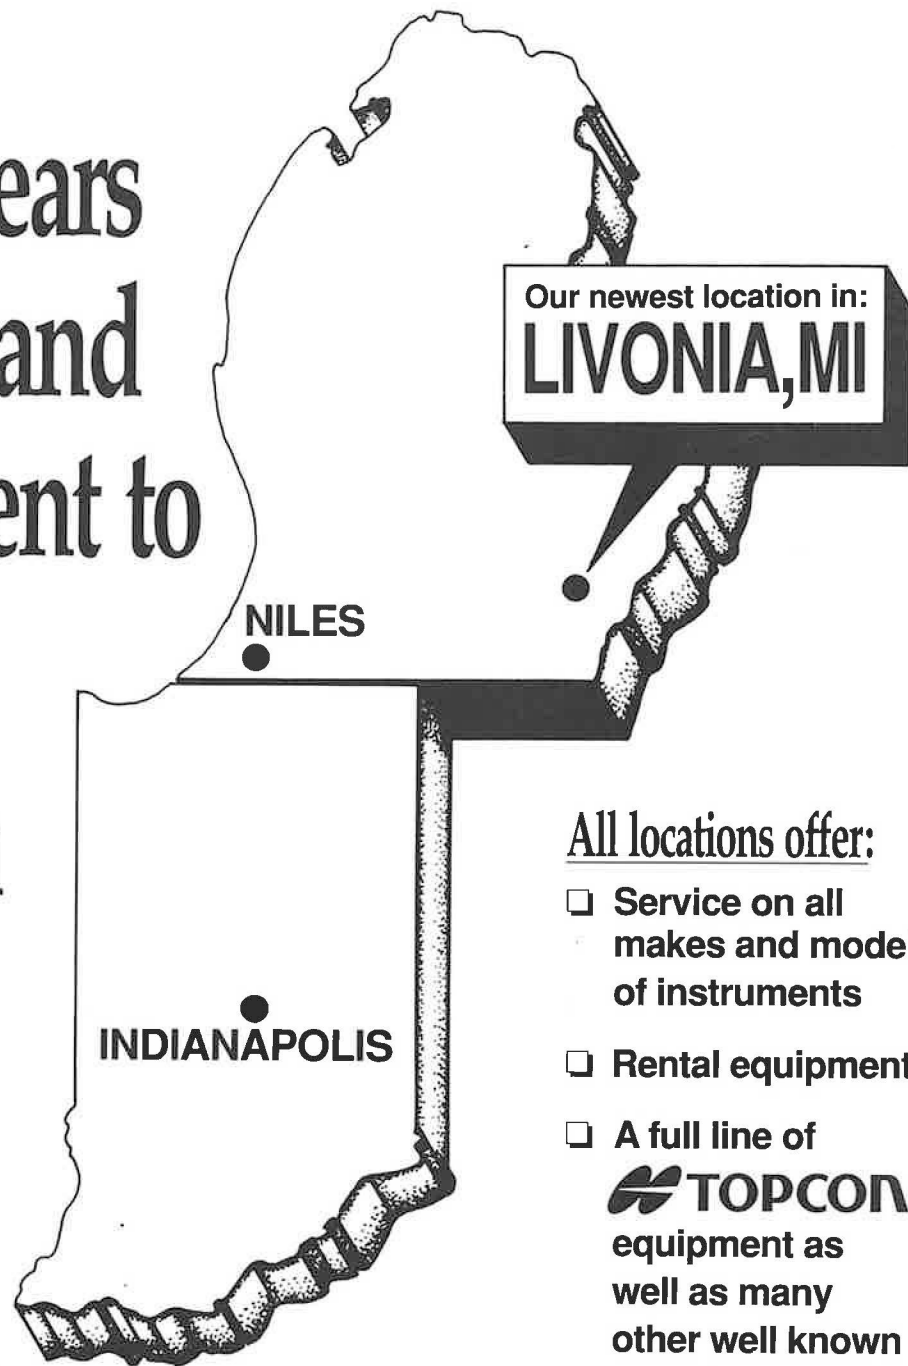 ears
and
ent to
Our newest location in:
LIVONIA, MI
NILES
INDIANAPOLIS
All locations offer:
Service on all
makes and mode
of instruments
Rental equipment
A full line of
TOPCON
equipment as
well as many
other well known